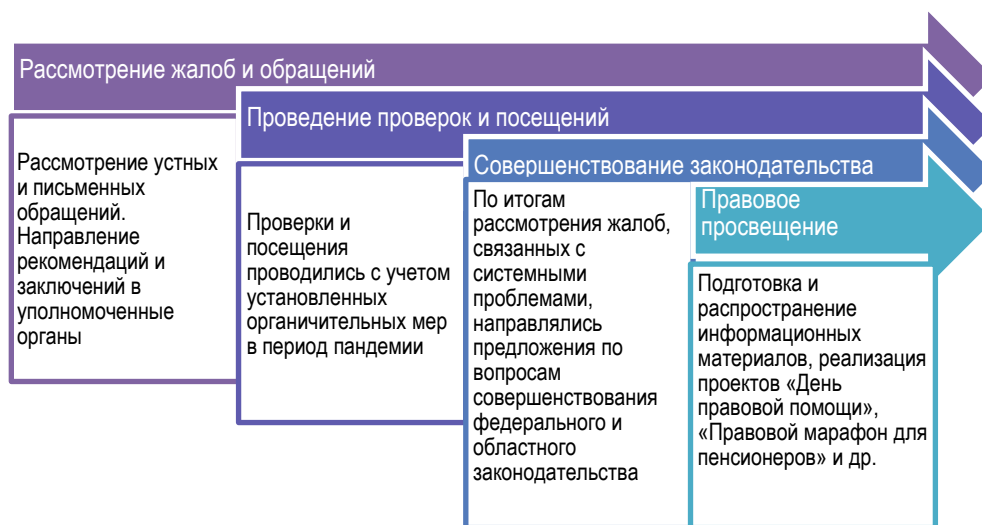 Рассмотрение жалоб и обращений
Рассмотрение устных
и письменных
обращений.
Направление
рекомендаций и
заключений в
уполномоченные
органы
Проведение проверок и посещений
Проверки и
посещения
проводились с учетом
установленных
органичительных мер
в период пандемии
Совершенствование законодательства
По итогам
рассмотрения жалоб,
связанных с
системными
проблемами,
направлялись
предложения по
вопросам
совершенствования
федерального и
областного
законодательства
Правовое
просвещение
Подготовка и
распространение
информационных
материалов, реализация
проектов «День
правовой помощи»,
«Правовой марафон для
пенсионеров» и др.